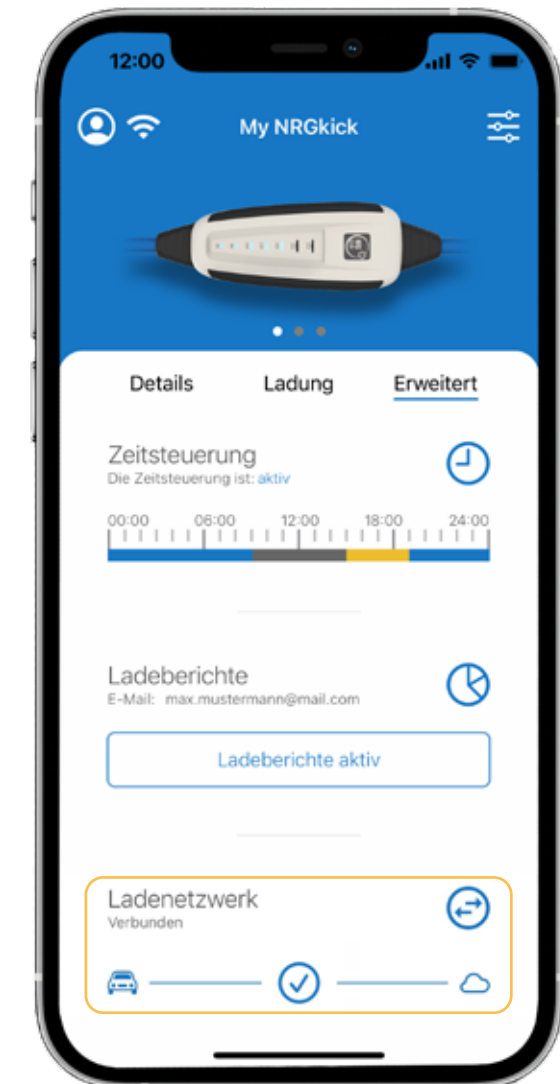 12:00
My NRGkick
Details Ladung Erweitert
Zeitsteuerung
Die Zeitsteuerung ist: aktiv
00:00 06:00 12:00 18:00 24:00
Ladeberichte
E-Mail: max.mustermann@mail.com
Ladeberichte aktiv
Ladenetzwerk
Verbunden